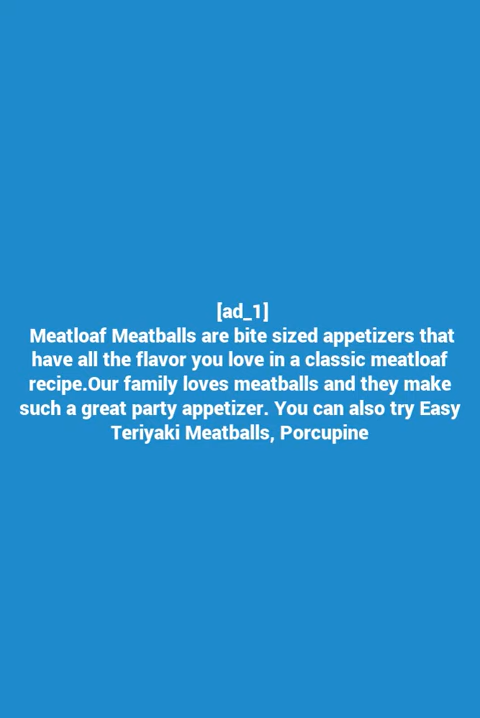 [ad_1]
Meatloaf Meatballs are bite sized appetizers that
have all the flavor you love in a classic meatloaf
recipe.Our family loves meatballs and they make
such a great party appetizer. You can also try Easy
Teriyaki Meatballs, Porcupine